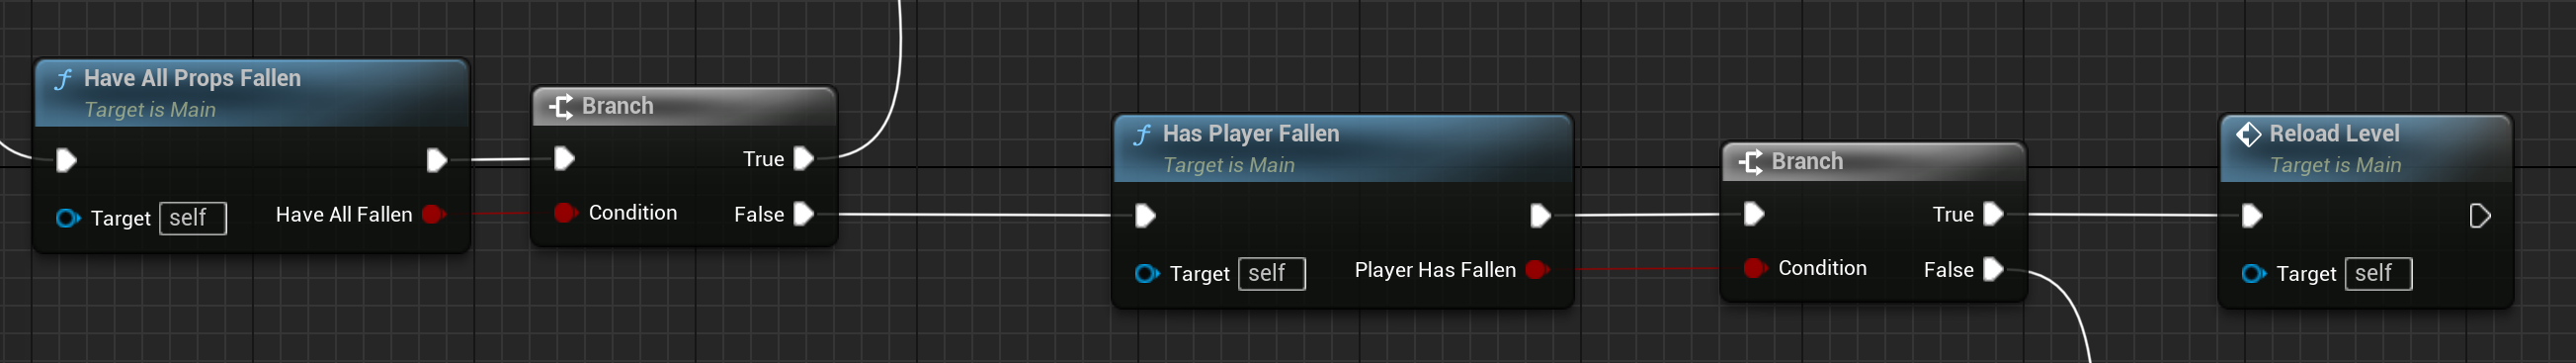 Have All Props Fallen
Target is Main
Target self
Have All Fallen
Branch
True
Condition
False
Has Player Fallen
Target is Main
Target self
Player Has Fallen
Branch
True
Condition
False
Reload Level
Target is Main
Target self